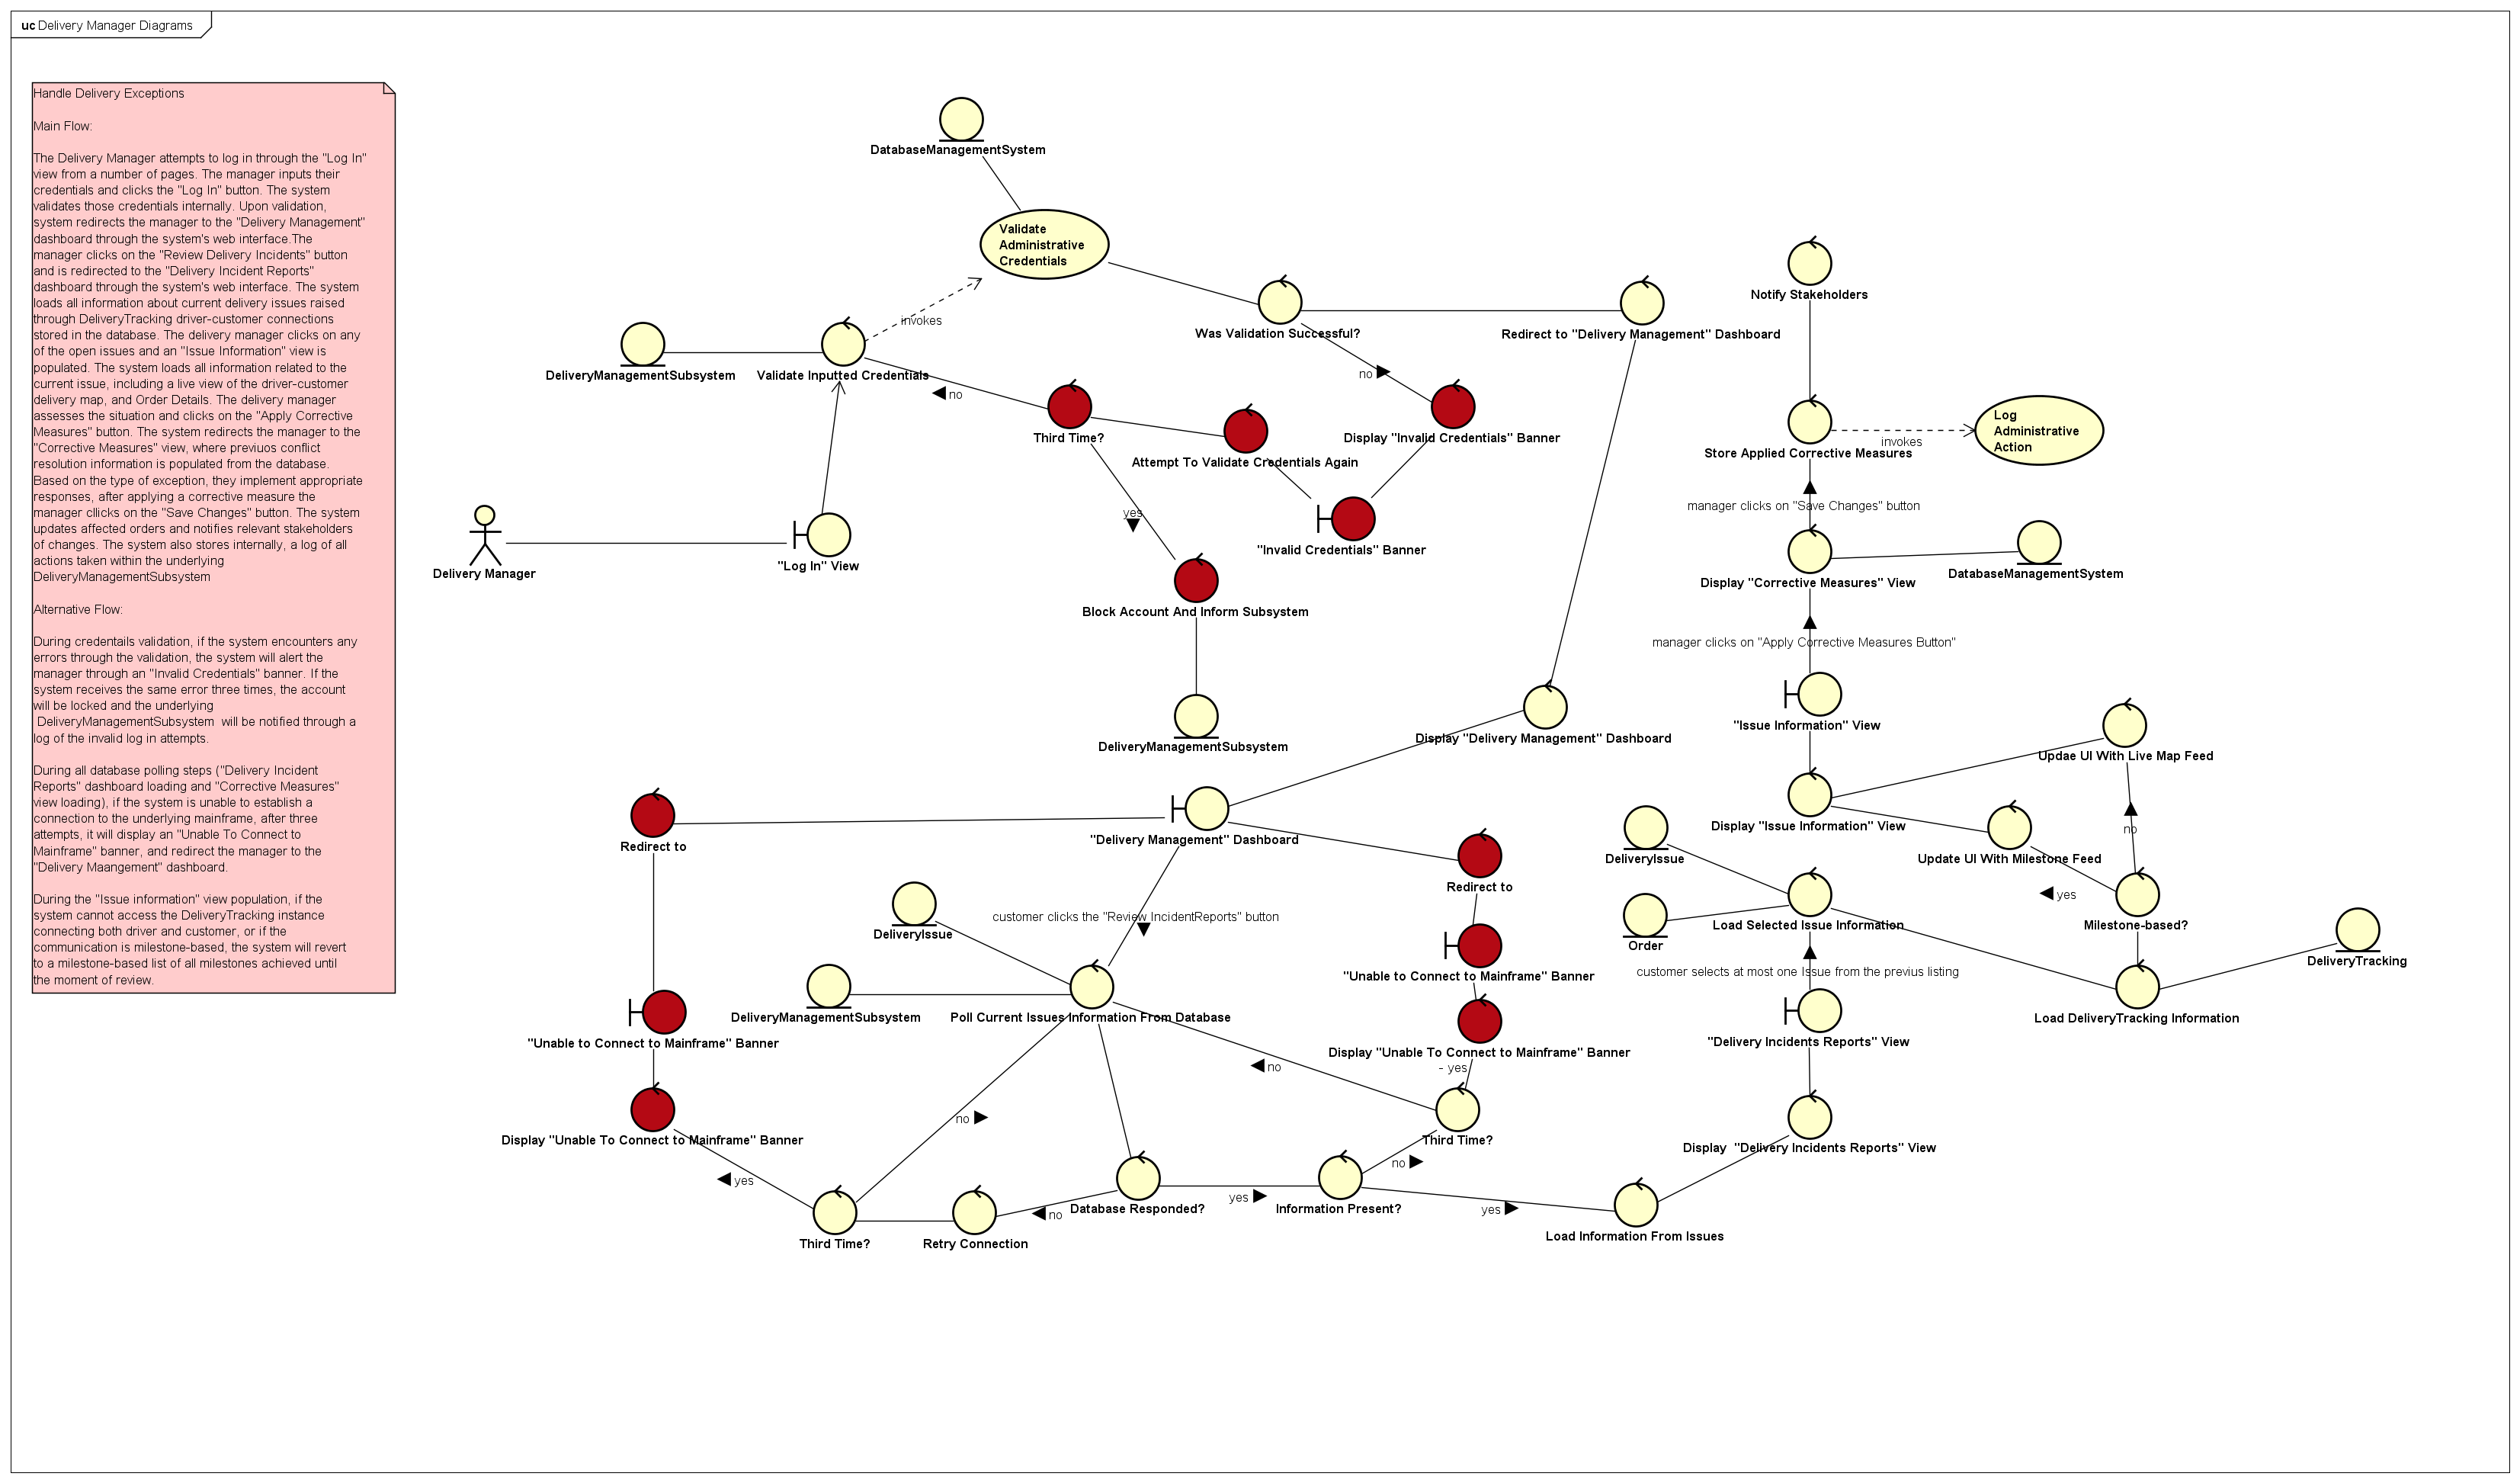 uc Delivery Manager Diagrams
Handle Delivery Exceptions
Main Flow:
The Delivery Manager attempts to log in through the "Log In"
view from a number of pages. The manager inputs their
credentials and clicks the "Log In" button. The system
validates those credentials internally. Upon validation,
system redirects the manager to the "Delivery Management"
dashboard through the system's web interface.The
manager clicks on the "Review Delivery Incidents" button
and is redirected to the "Delivery Incident Reports"
dashboard through the system's web interface. The system
loads all information about current delivery issues raised
through DeliveryTracking driver-customer connections
stored in the database. The delivery manager clicks on any
of the open issues and an "Issue Information" view is
populated. The system loads all information related to the
current issue, including a live view of the driver-customer
delivery map, and Order Details. The delivery manager
assesses the situation and clicks on the "Apply Corrective
Measures" button. The system redirects the manager to the
"Corrective Measures" view, where previuos conflict
resolution information is populated from the database.
Based on the type of exception, they implement appropriate
responses, after applying a corrective measure the
manager cllicks on the "Save Changes" button. The system
updates affected orders and notifies relevant stakeholders
of changes. The system also stores internally, a log of all
actions taken within the underlying
DeliveryManagementSubsystem
Alternative Flow:
During credentails validation, if the system encounters any
errors through the validation, the system will alert the
manager through an "Invalid Credentials" banner. If the
system receives the same error three times, the account
will be locked and the underlying
DeliveryManagementSubsystem  will be notified through a
log of the invalid log in attempts.
During all database polling steps ("Delivery Incident
Reports" dashboard loading and "Corrective Measures"
view loading), if the system is unable to establish a
connection to the underlying mainframe, after three
attempts, it will display an "Unable To Connect to
Mainframe" banner, and redirect the manager to the
"Delivery Maangement" dashboard.
During the "Issue information" view population, if the
system cannot access the DeliveryTracking instance
connecting both driver and customer, or if the
communication is milestone-based, the system will revert
to a milestone-based list of all milestones achieved until
the moment of review.
DatabaseManagementSystem
Validate
Administrative
Credentials
Notify Stakeholders
invokes
Was Validation Successful?
Redirect to "Delivery Management" Dashboard
DeliveryManagementSubsystem
Validate Inputted Credentials
no
no
Third Time?
Display "Invalid Credentials" Banner
Attempt To Validate Credentials Again
Log
Administrative
Action
invokes
Store Applied Corrective Measures
manager clicks on "Save Changes" button
yes
"Invalid Credentials" Banner
Delivery Manager
"Log In" View
Display "Corrective Measures" View
DatabaseManagementSystem
Block Account And Inform Subsystem
manager clicks on "Apply Corrective Measures Button"
"Issue Information" View
DeliveryManagementSubsystem
Display "Delivery Management" Dashboard
Updae UI With Live Map Feed
Redirect to
"Delivery Management" Dashboard
Display "Issue Information" View
no
DeliveryIssue
Update UI With Milestone Feed
Redirect to
yes
customer clicks the "Review IncidentReports" button
DeliveryIssue
Order
Load Selected Issue Information
Milestone-based?
DeliveryTracking
"Unable to Connect to Mainframe" Banner
customer selects at most one Issue from the previus listing
DeliveryManagementSubsystem
Poll Current Issues Information From Database
Load DeliveryTracking Information
"Unable to Connect to Mainframe" Banner
"Delivery Incidents Reports" View
Display "Unable To Connect to Mainframe" Banner
no
- yes
no
Display "Unable To Connect to Mainframe" Banner
Third Time?
Display  "Delivery Incidents Reports" View
no
yes
yes
no
Database Responded?
Information Present?
yes
Load Information From Issues
Third Time?
Retry Connection